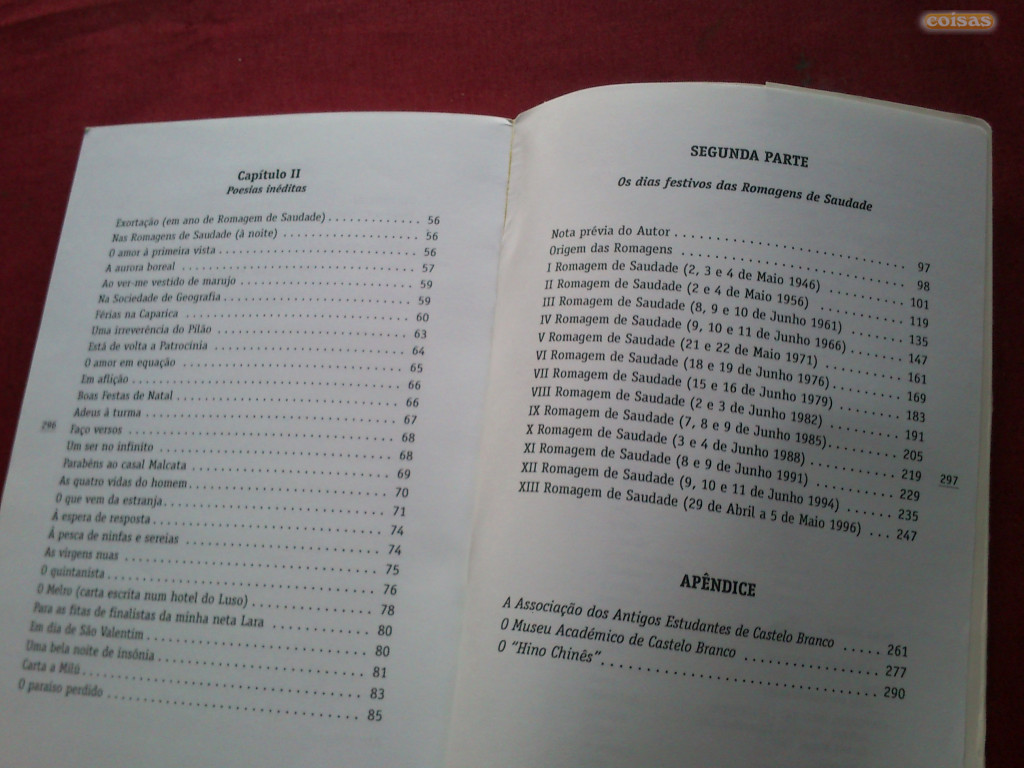 coisas
Capítulo II
Poesias inéditas
Exortação (em ano de Romagem de Saudade) . . . . . . . . . . . . 56
Nas Romagens de Saudade (à noite) . . . . . . . . . . . . . . . . . . 56
O amor à primeira vista . . . . . . . . . . . . . . . . . . . . . . . . . . 56
A aurora boreal . . . . . . . . . . . . . . . . . . . . . . . . . . . . . . . 57
Ao ver-me vestido de marujo . . . . . . . . . . . . . . . . . . . . . . 59
Na Sociedade de Geografia . . . . . . . . . . . . . . . . . . . . . . . . 59
Férias na Caparica . . . . . . . . . . . . . . . . . . . . . . . . . . . . . 60
Uma irreverência do Pilão . . . . . . . . . . . . . . . . . . . . . . . . 63
Está de volta a Patrocínia . . . . . . . . . . . . . . . . . . . . . . . . 64
O amor em equação . . . . . . . . . . . . . . . . . . . . . . . . . . . . 65
Em aflição . . . . . . . . . . . . . . . . . . . . . . . . . . . . . . . . . . 66
Boas Festas de Natal . . . . . . . . . . . . . . . . . . . . . . . . . . . 66
Adeus à turma . . . . . . . . . . . . . . . . . . . . . . . . . . . . . . . 67
Faço versos . . . . . . . . . . . . . . . . . . . . . . . . . . . . . . . . . 68
Um ser no infinito . . . . . . . . . . . . . . . . . . . . . . . . . . . . . 68
Parabéns ao casal Malcata . . . . . . . . . . . . . . . . . . . . . . . . 69
As quatro vidas do homem . . . . . . . . . . . . . . . . . . . . . . . . 70
O que vem da estranja . . . . . . . . . . . . . . . . . . . . . . . . . . 71
À espera de resposta . . . . . . . . . . . . . . . . . . . . . . . . . . . 74
À pesca de ninfas e sereias . . . . . . . . . . . . . . . . . . . . . . . 74
As virgens nuas . . . . . . . . . . . . . . . . . . . . . . . . . . . . . . 75
O quintanista . . . . . . . . . . . . . . . . . . . . . . . . . . . . . . . . 76
O Melro (carta escrita num hotel do Luso) . . . . . . . . . . . . . . 78
Para as fitas de finalistas da minha neta Lara . . . . . . . . . . . 80
Em dia de São Valentim . . . . . . . . . . . . . . . . . . . . . . . . . 80
Uma bela noite de insónia . . . . . . . . . . . . . . . . . . . . . . . . 81
Carta a Milú . . . . . . . . . . . . . . . . . . . . . . . . . . . . . . . . 83
O paraíso perdido . . . . . . . . . . . . . . . . . . . . . . . . . . . . . 85
296
SEGUNDA PARTE
Os dias festivos das Romagens de Saudade
Nota prévia do Autor . . . . . . . . . . . . . . . . . . . . . . . . 97
Origem das Romagens . . . . . . . . . . . . . . . . . . . . . . . 98
I Romagem de Saudade (2, 3 e 4 de Maio 1946) . . . . . . . . . 101
II Romagem de Saudade (2 e 4 de Maio 1956) . . . . . . . . . . 119
III Romagem de Saudade (8, 9 e 10 de Junho 1961) . . . . . . . 135
IV Romagem de Saudade (9, 10 e 11 de Junho 1966) . . . . . . . 147
V Romagem de Saudade (21 e 22 de Maio 1971) . . . . . . . . . 161
VI Romagem de Saudade (18 e 19 de Junho 1976) . . . . . . . . 169
VII Romagem de Saudade (15 e 16 de Junho 1979) . . . . . . . . 183
VIII Romagem de Saudade (2 e 3 de Junho 1982) . . . . . . . . . 191
IX Romagem de Saudade (7, 8 e 9 de Junho 1985). . . . . . . . . 205
X Romagem de Saudade (3 e 4 de Junho 1988) . . . . . . . . . . 219
XI Romagem de Saudade (8 e 9 de Junho 1991) . . . . . . . . . . 229
XII Romagem de Saudade (9, 10 e 11 de Junho 1994) . . . . . . 235
XIII Romagem de Saudade (29 de Abril a 5 de Maio 1996) . . . 247
297
APÊNDICE
A Associação dos Antigos Estudantes de Castelo Branco . . . . . 261
O Museu Académico de Castelo Branco . . . . . . . . . . . . . . . 277
O "Hino Chinês". . . . . . . . . . . . . . . . . . . . . . . . . . . . . . 290